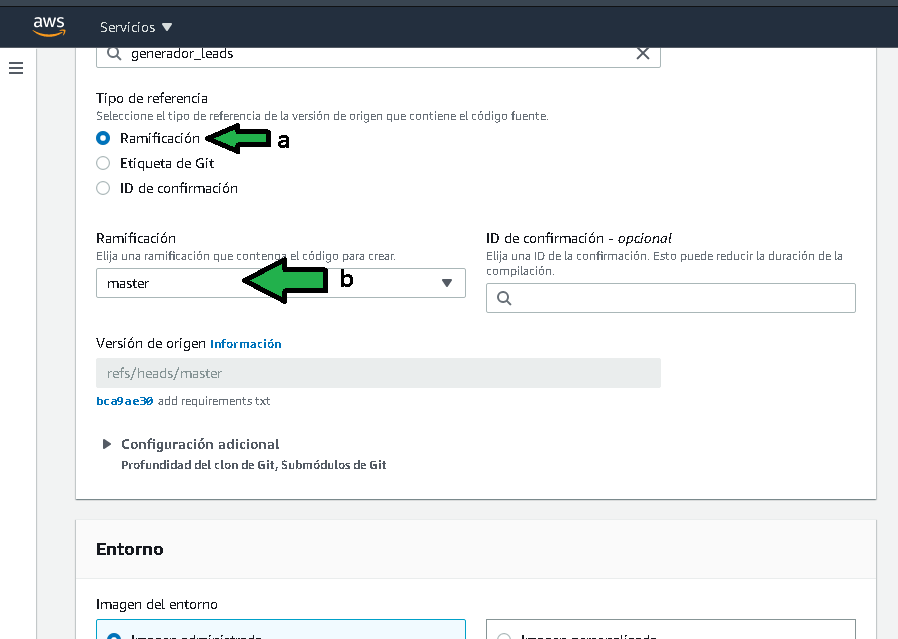 aws Servicios
generador_leads
Tipo de referencia
Seleccione el tipo de referencia de la versión de origen que contiene el código fuente.
Ramificación a
Etiqueta de Git
ID de confirmación
Ramificación
Elija una ramificación que contenga el código para crear.
master b
ID de confirmación - opcional
Elija una ID de la confirmación. Esto puede reducir la duración de la
compilación.
Versión de origen Información
refs/heads/master
bca9ae30 add requirements txt
Configuración adicional
Profundidad del clon de Git, Submódulos de Git
Entorno
Imagen del entorno
Imagen administrada
Imagen personalizada